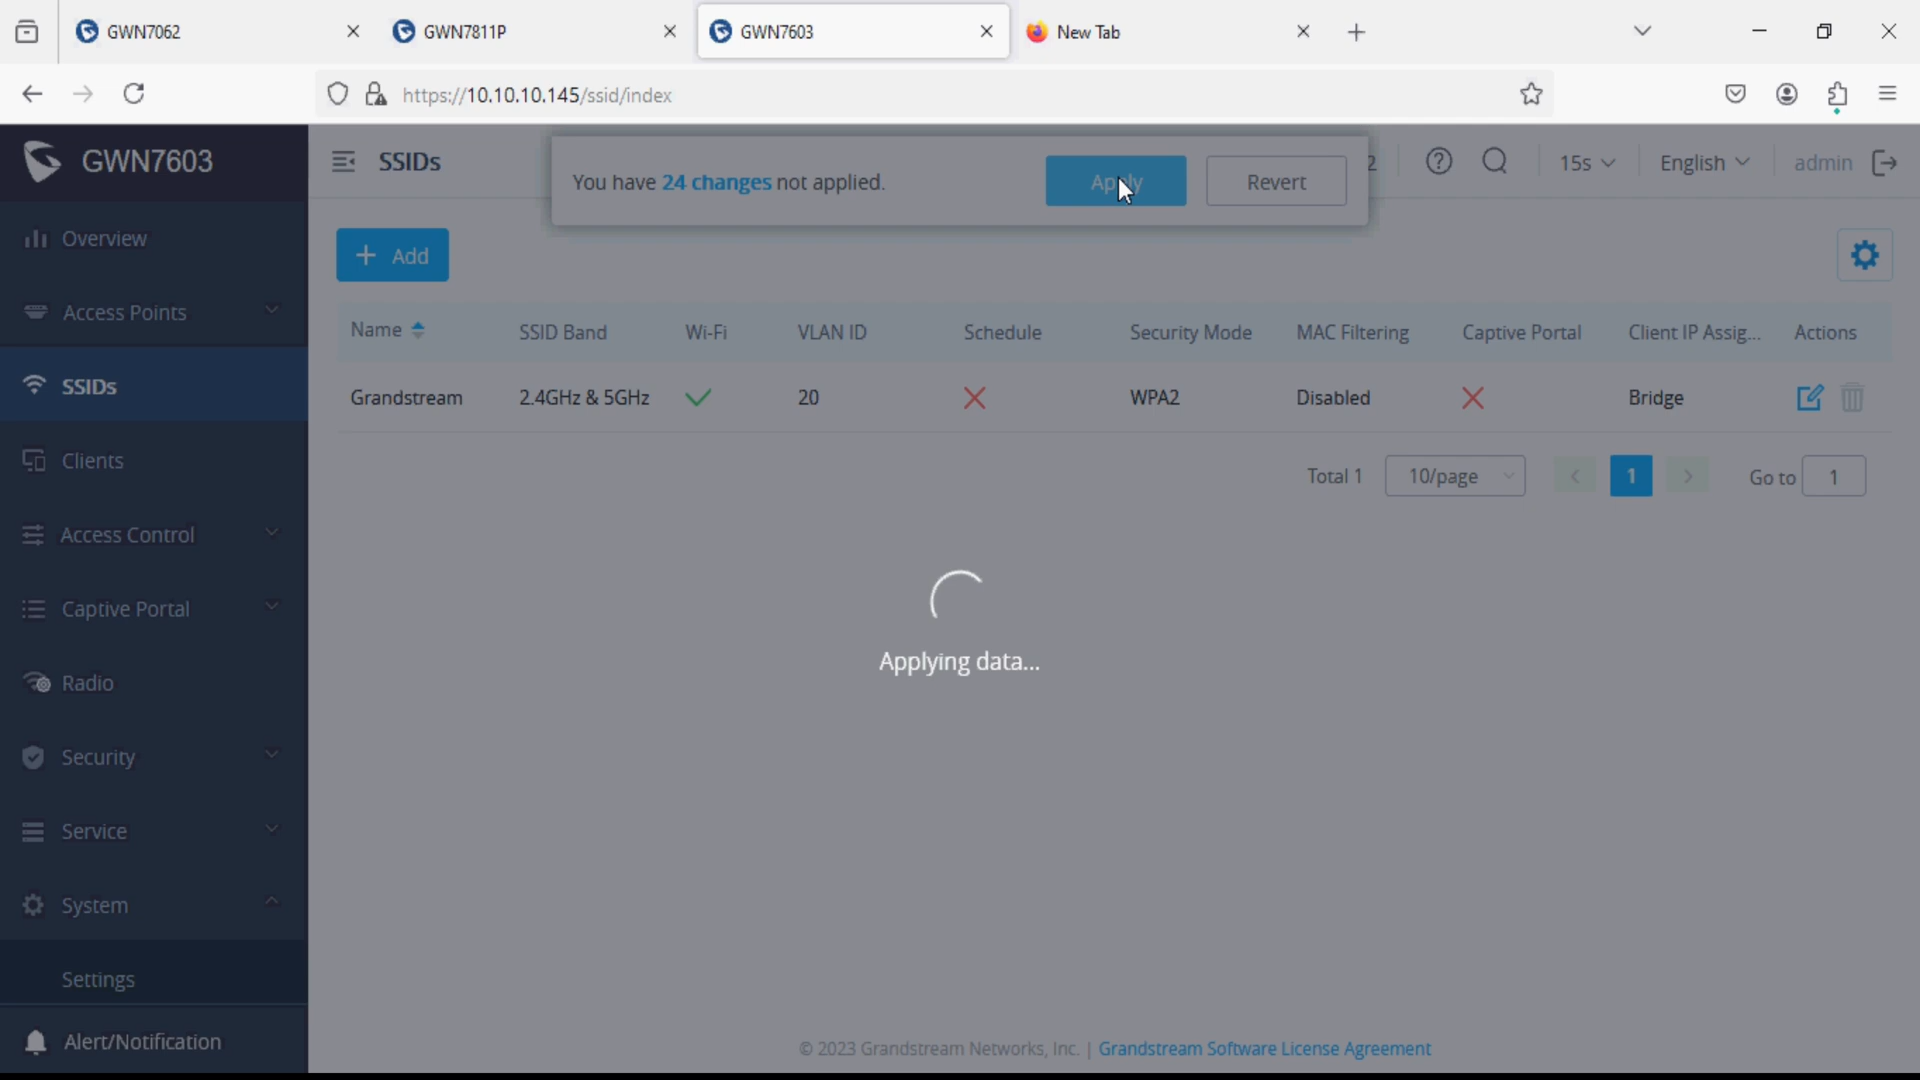 GWN7062
GWN7811P
GWN7603
New Tab
https://10.10.10.145/ssid/index
GWN7603
SSIDs
You have 24 changes not applied.
Apply
Revert
2
15s
English
admin
Overview
Access Points
SSIDs
Clients
Access Control
Captive Portal
Radio
Security
Service
System
Settings
Alert/Notification
+ Add
Name SSID Band Wi-Fi VLAN ID Schedule Security Mode MAC Filtering Captive Portal Client IP Assig... Actions
Grandstream 2.4GHz & 5GHz 20 WPA2 Disabled Bridge
Total 1 10/page 1 Go to 1
Applying data...
© 2023 Grandstream Networks, Inc. | Grandstream Software License Agreement